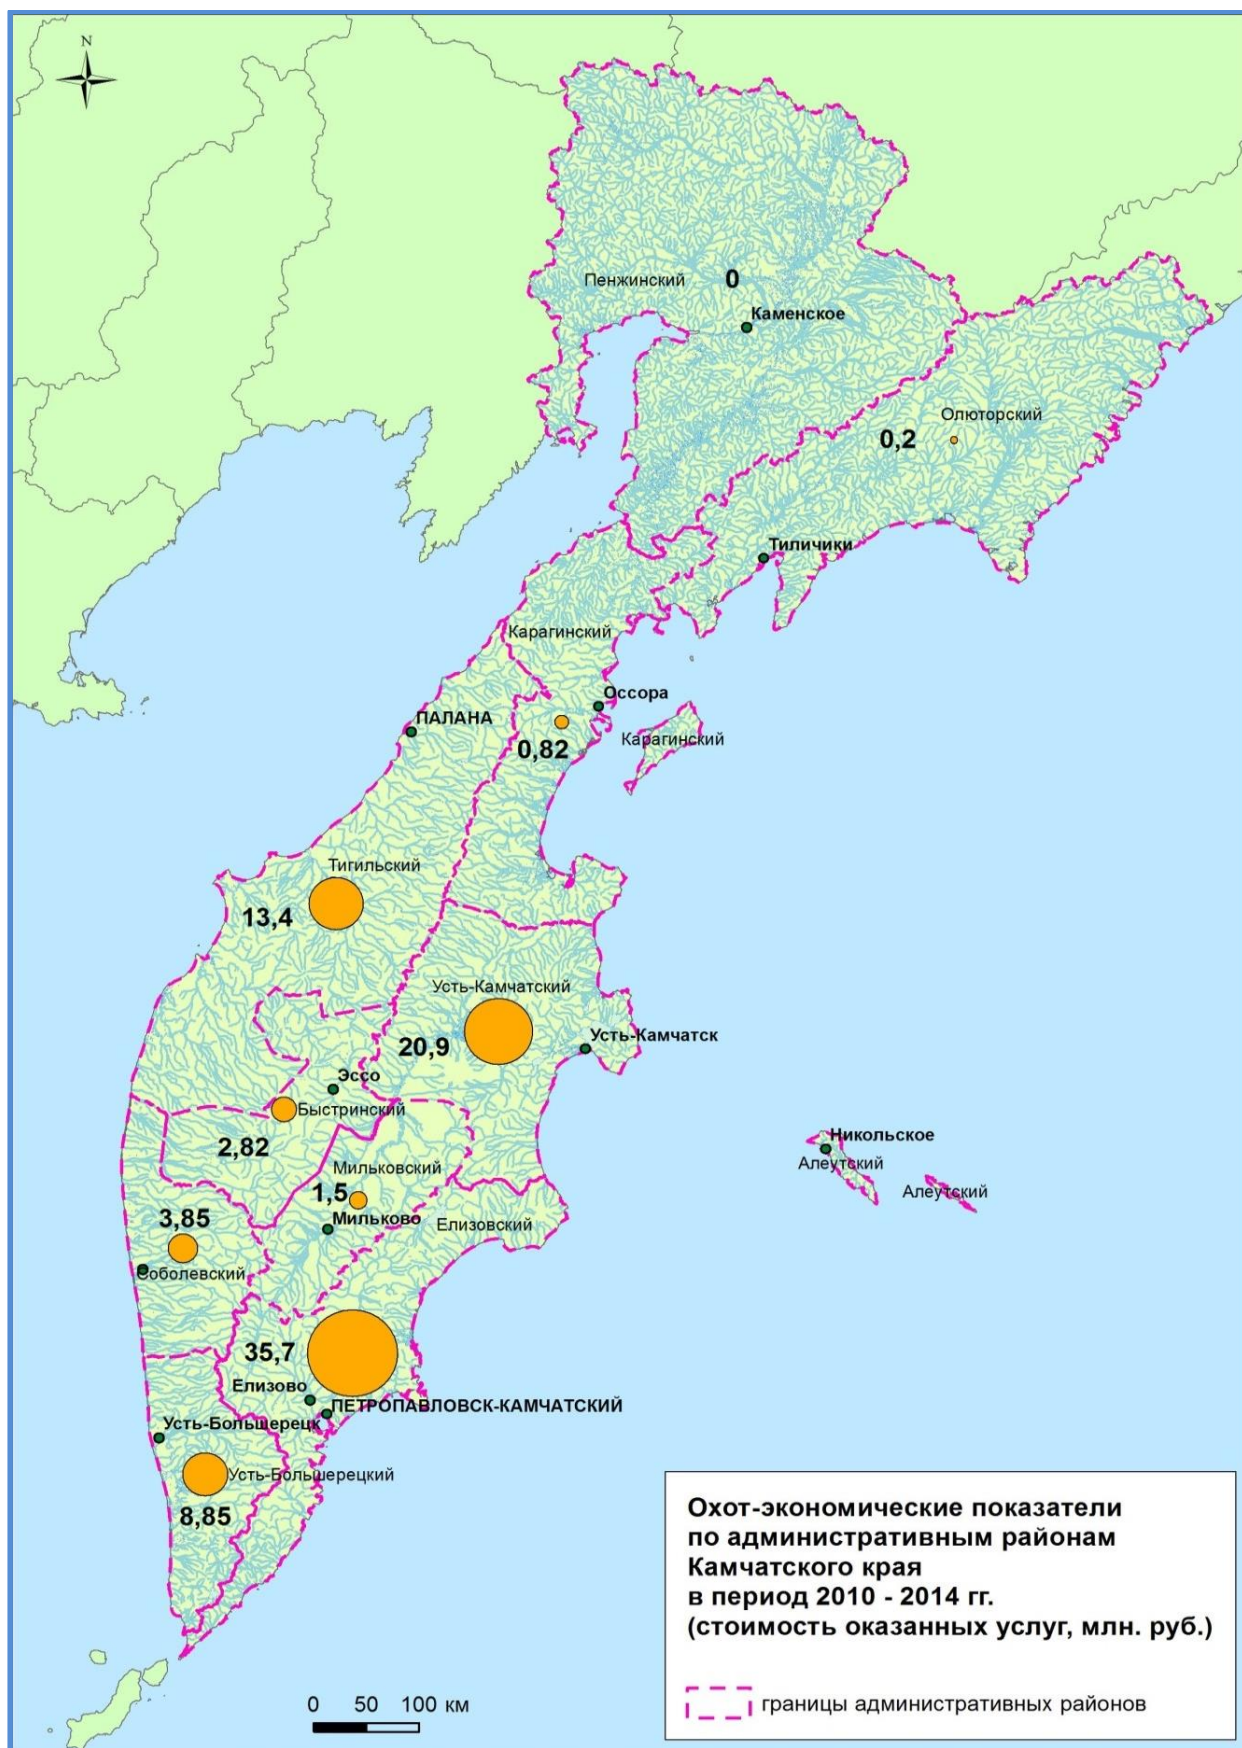 N
Пенжинский
0
Каменское
Олюторский
0,2
Тиличики
Карагинский
Оссора
ПАЛАНА
0,82
Карагинский
Тигильский
13,4
Усть-Камчатский
20,9
Усть-Камчатск
Эссо
Быстринский
2,82
Никольское
Алеутский
Алеутский
Мильковский
1,5
Мильково
3,85
Соболевский
Елизовский
35,7
Елизово
ПЕТРОПАВЛОВСК-КАМЧАТСКИЙ
Усть-Большерецк
Усть-Большерецкий
8,85
Охот-экономические показатели
по административным районам
Камчатского края
в период 2010 - 2014 гг.
(стоимость оказанных услуг, млн. руб.)
границы административных районов
0 50 100 км